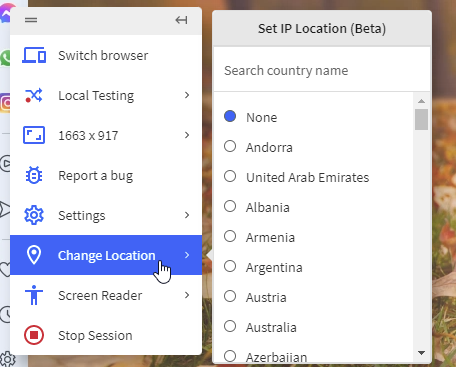 Switch browser
Local Testing
1663 x 917
Report a bug
Settings
Change Location
Screen Reader
Stop Session
Set IP Location (Beta)
Search country name
None
Andorra
United Arab Emirates
Albania
Armenia
Argentina
Austria
Australia
Azerbaijan